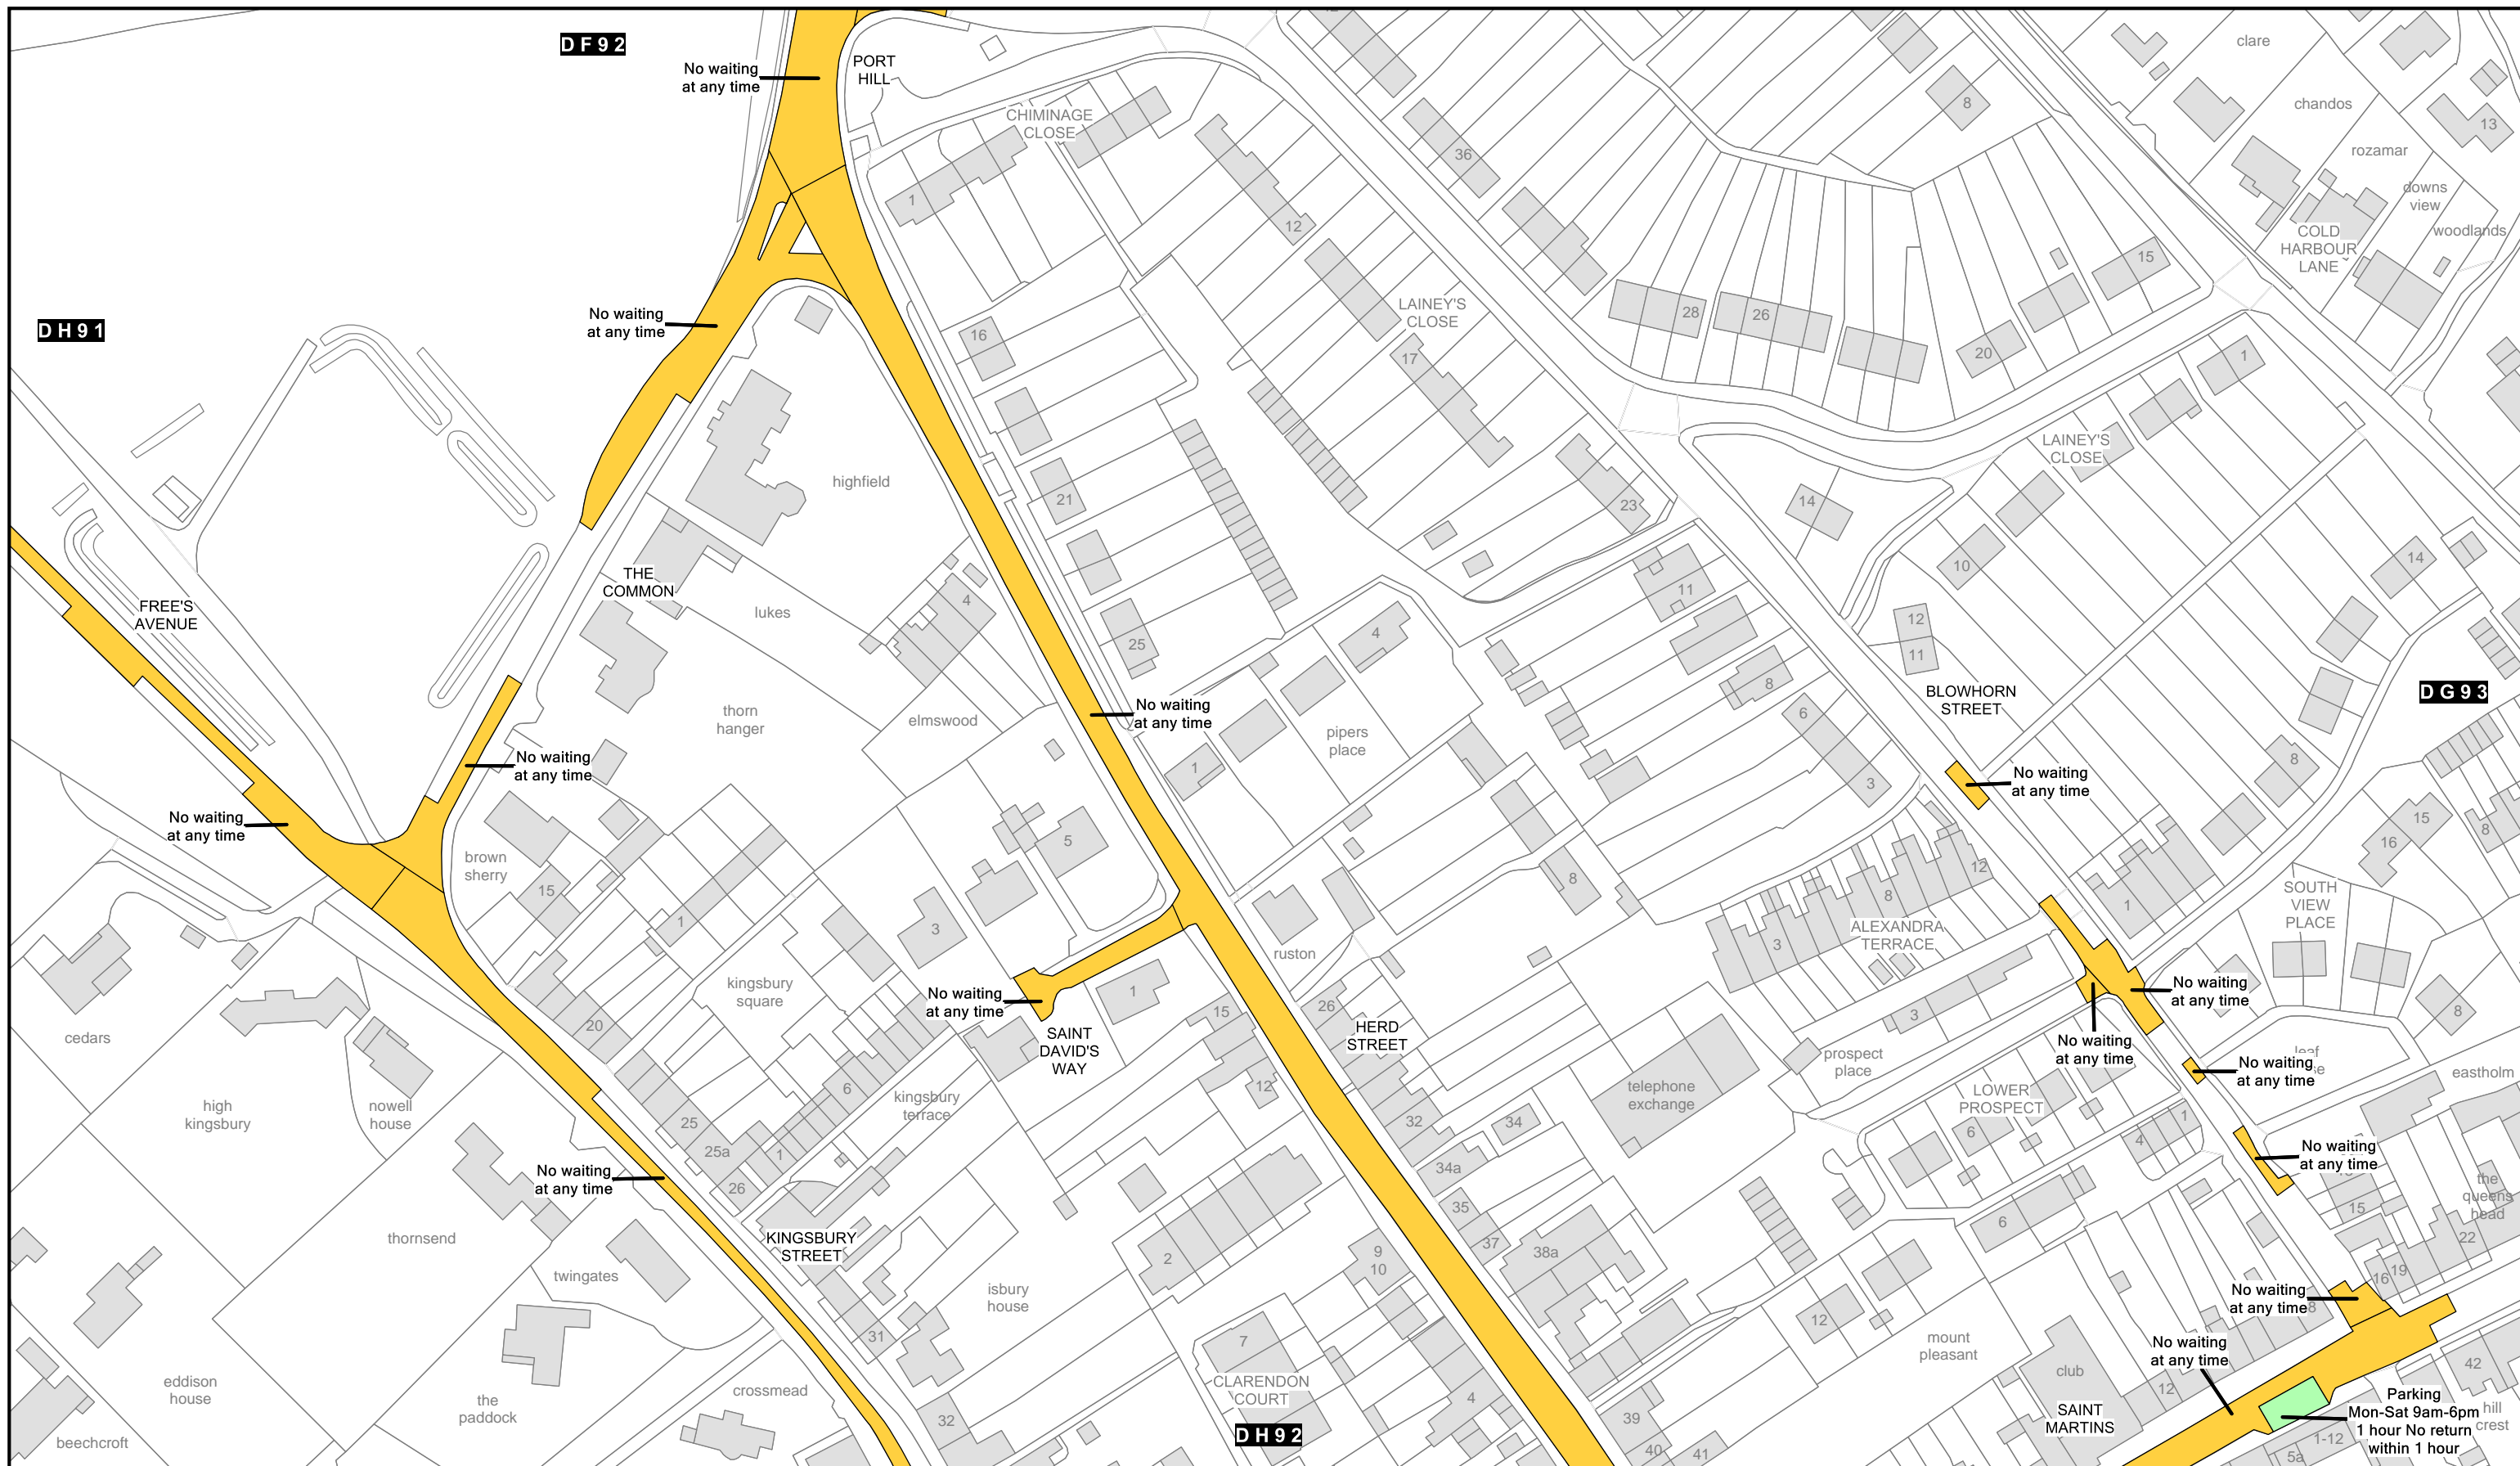 DF92
clare
No waiting
at any time
PORT
HILL
chandos
8
13
CHIMINAGE
CLOSE
36
rozamar
1
12
downs
view
woodlands
COLD
HARBOUR
LANE
15
No waiting
at any time
DH91
LAINEY'S
CLOSE
28
26
16
17
20
1
LAINEY'S
CLOSE
highfield
21
23
14
14
10
THE
COMMON
FREE'S
AVENUE
lukes
4
11
12
11
25
4
8
BLOWHORN
STREET
DG93
thorn
hanger
elmswood
No waiting
at any time
pipers
place
6
1
3
8
No waiting
at any time
No waiting
at any time
No waiting
at any time
5
15
16
8
brown
sherry
15
1
3
8
8
12
SOUTH
VIEW
PLACE
1
ALEXANDRA
TERRACE
3
ruston
kingsbury
square
No waiting
at any time
1
15
26
HERD
STREET
3
No waiting
at any time
8
cedars
20
SAINT
DAVID'S
WAY
No waiting
at any time
prospect
place
leaf
No waiting
at any time
eastholm
high
kingsbury
nowell
house
6
kingsbury
terrace
12
telephone
exchange
LOWER
PROSPECT
25
32
34
6
4
1
25a
1
34a
No waiting
at any time
No waiting
at any time
26
35
the
queens
head
15
thornsend
KINGSBURY
STREET
37
38a
6
22
2
9
10
twingates
isbury
house
16
19
No waiting
at any time
8
31
12
7
mount
pleasant
No waiting
at any time
club
42
eddison
house
the
paddock
crossmead
CLARENDON
COURT
4
12
Parking
Mon-Sat 9am-6pm
1 hour No return
within 1 hour
hill
crest
SAINT
MARTINS
32
39
DH92
beechcroft
40
41
1-12
5a